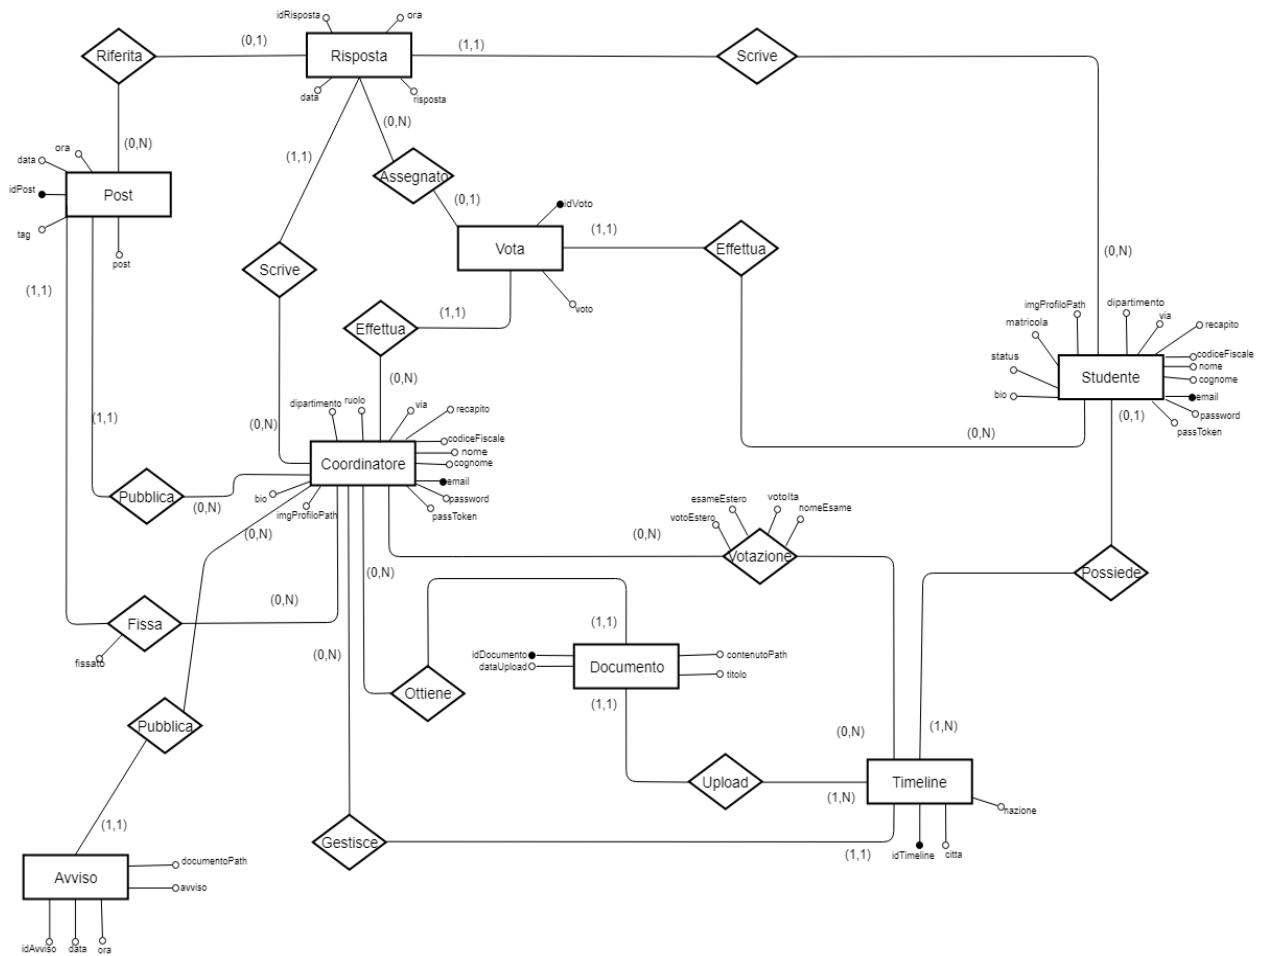 idRisposta
ora
(0,1)
(1,1)
Riferita
Risposta
Scrive
data
risposta
(0,N)
(0,N)
ora
data
(1,1)
Assegnato
idPost
Post
(0,1)
idVoto
tag
(1,1)
post
Vota
Effettua
(0,N)
Scrive
(1,1)
voto
(1,1)
Effettua
imgProfiloPath
dipartimento
via
matricola
recapito
status
codiceFiscale
nome
Studente
cognome
bio
email
(0,N)
password
(0,1)
passToken
dipartimento
ruolo
via
recapito
(1,1)
(0,N)
(0,N)
codiceFiscale
nome
Coordinatore
cognome
email
bio
password
imgProfiloPath
passToken
Pubblica
(0,N)
esameEstero
votoIta
votoEstero
nomeEsame
(0,N)
(0,N)
Votazione
(0,N)
Possiede
(0,N)
Fissa
(1,1)
fissato
(0,N)
idDocumento
contenutoPath
dataUpload
Documento
titolo
Ottiene
(1,1)
Pubblica
(0,N)
(1,N)
Upload
Timeline
(1,N)
nazione
(1,1)
Gestisce
(1,1)
idTimeline
citta
documentoPath
Avviso
avviso
idAvviso
data
ora